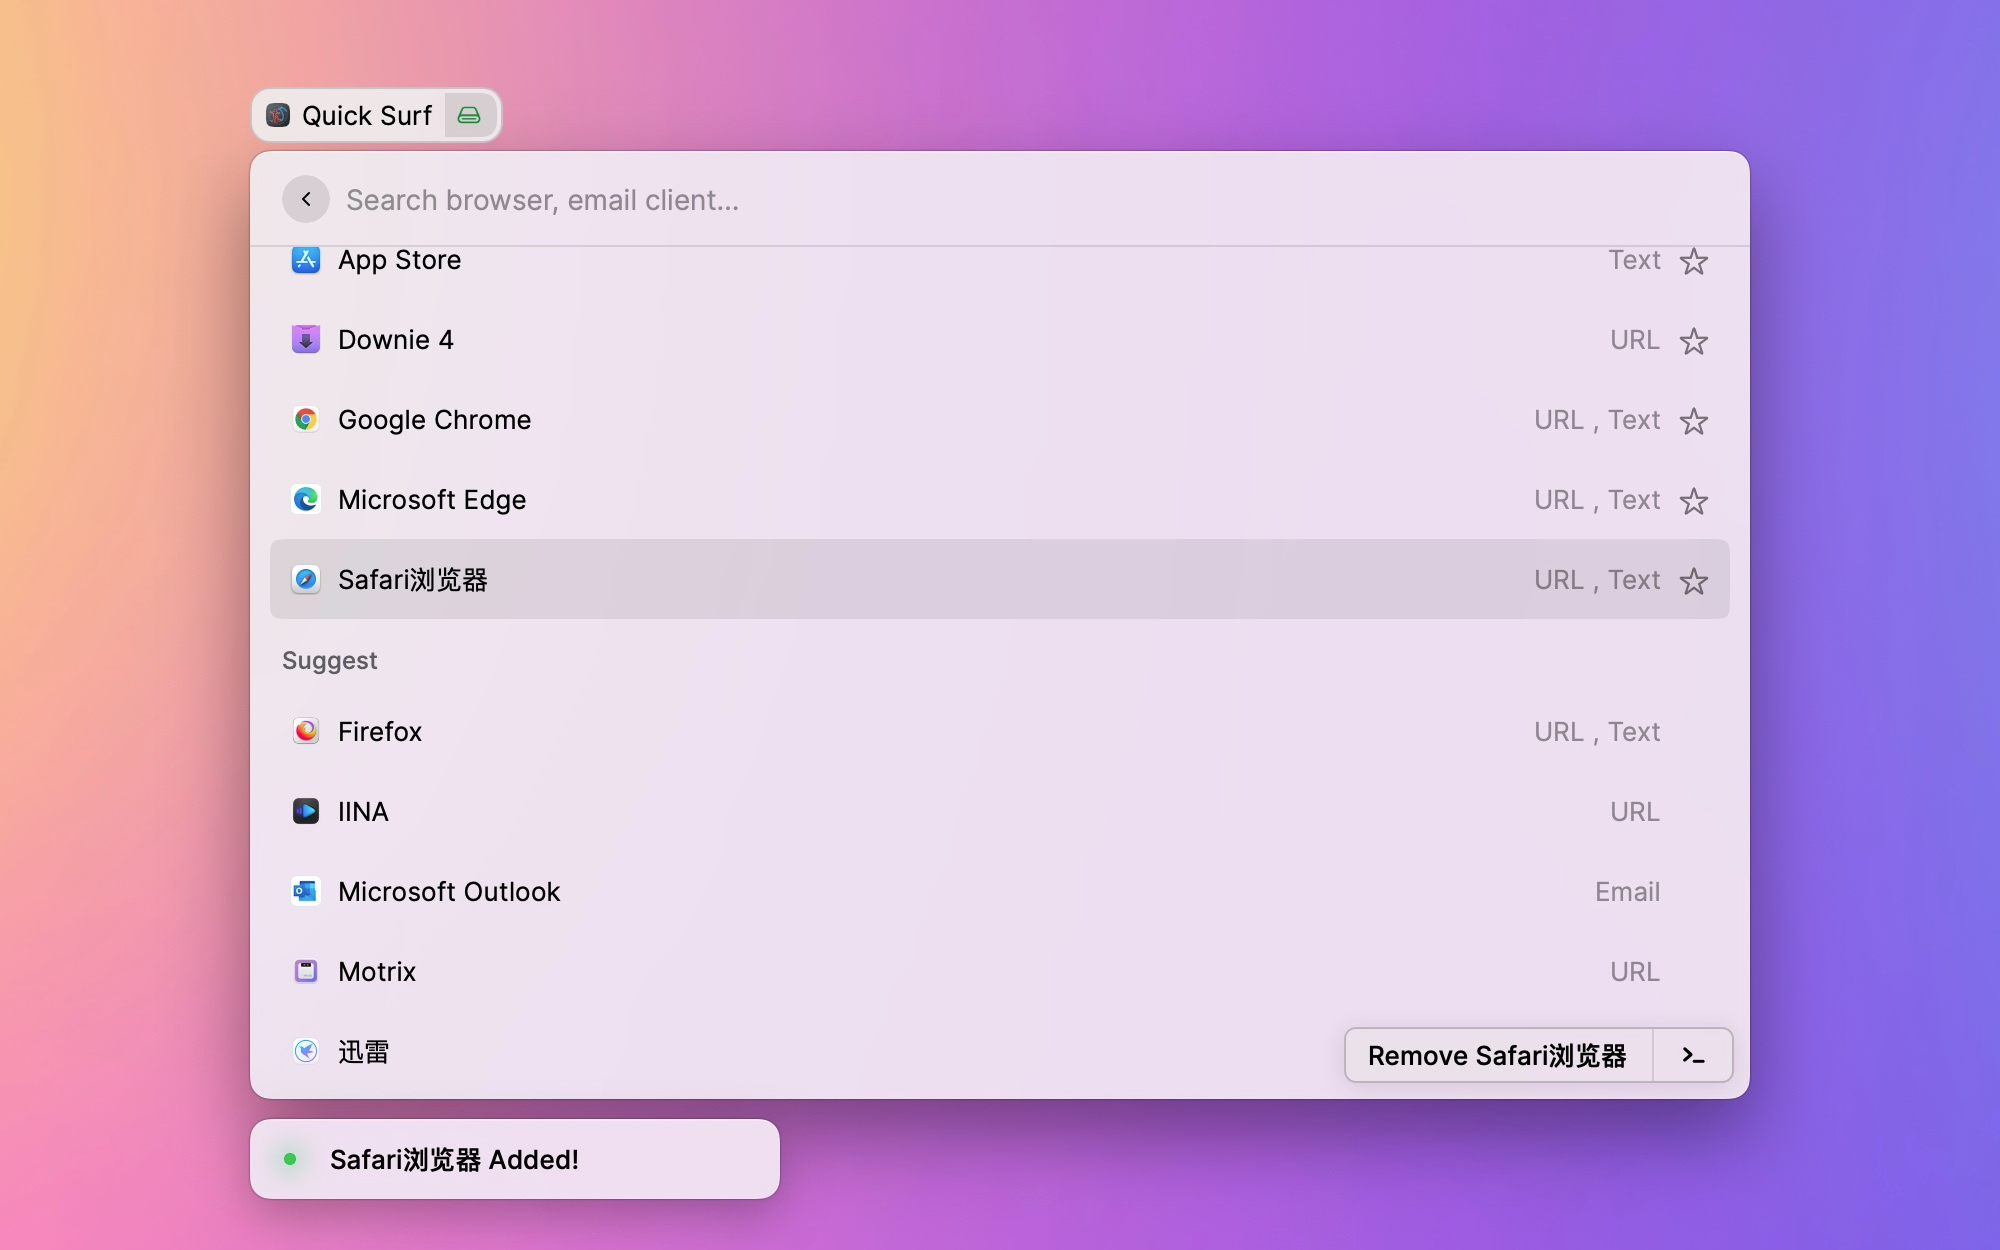 Quick Surf
Search browser, email client...
App Store Text
Downie 4 URL
Google Chrome URL , Text
Microsoft Edge URL , Text
Safari浏览器 URL , Text
Suggest
Firefox URL , Text
IINA URL
Microsoft Outlook Email
Motrix URL
迅雷
Remove Safari浏览器 >_
Safari浏览器 Added!